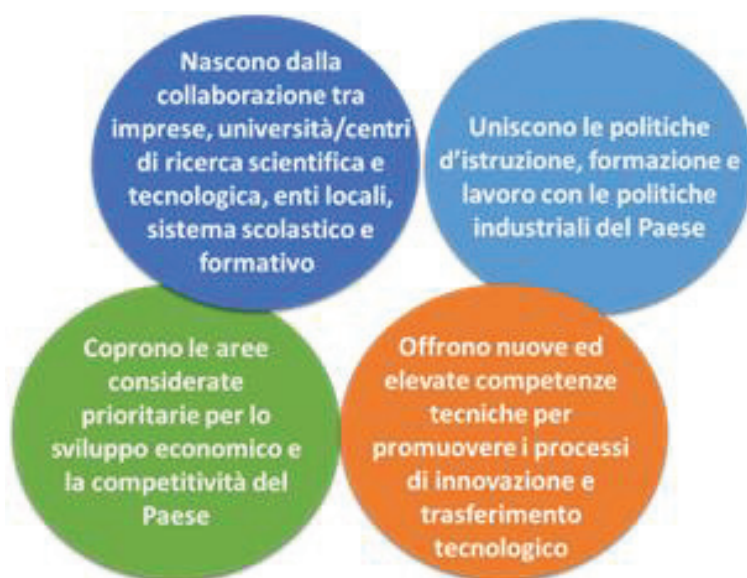 Nascono dalla
collaborazione tra
imprese, università/centri
di ricerca scientifica e
tecnologica, enti locali,
sistema scolastico e
formativo
Uniscono le politiche
d'istruzione, formazione e
lavoro con le politiche
industriali del Paese
Coprono le aree
considerate
prioritarie per lo
sviluppo economico e
la competitività del
Paese
Offrono nuove ed
elevate competenze
tecniche per
promuovere i processi
di innovazione e
trasferimento
tecnologico